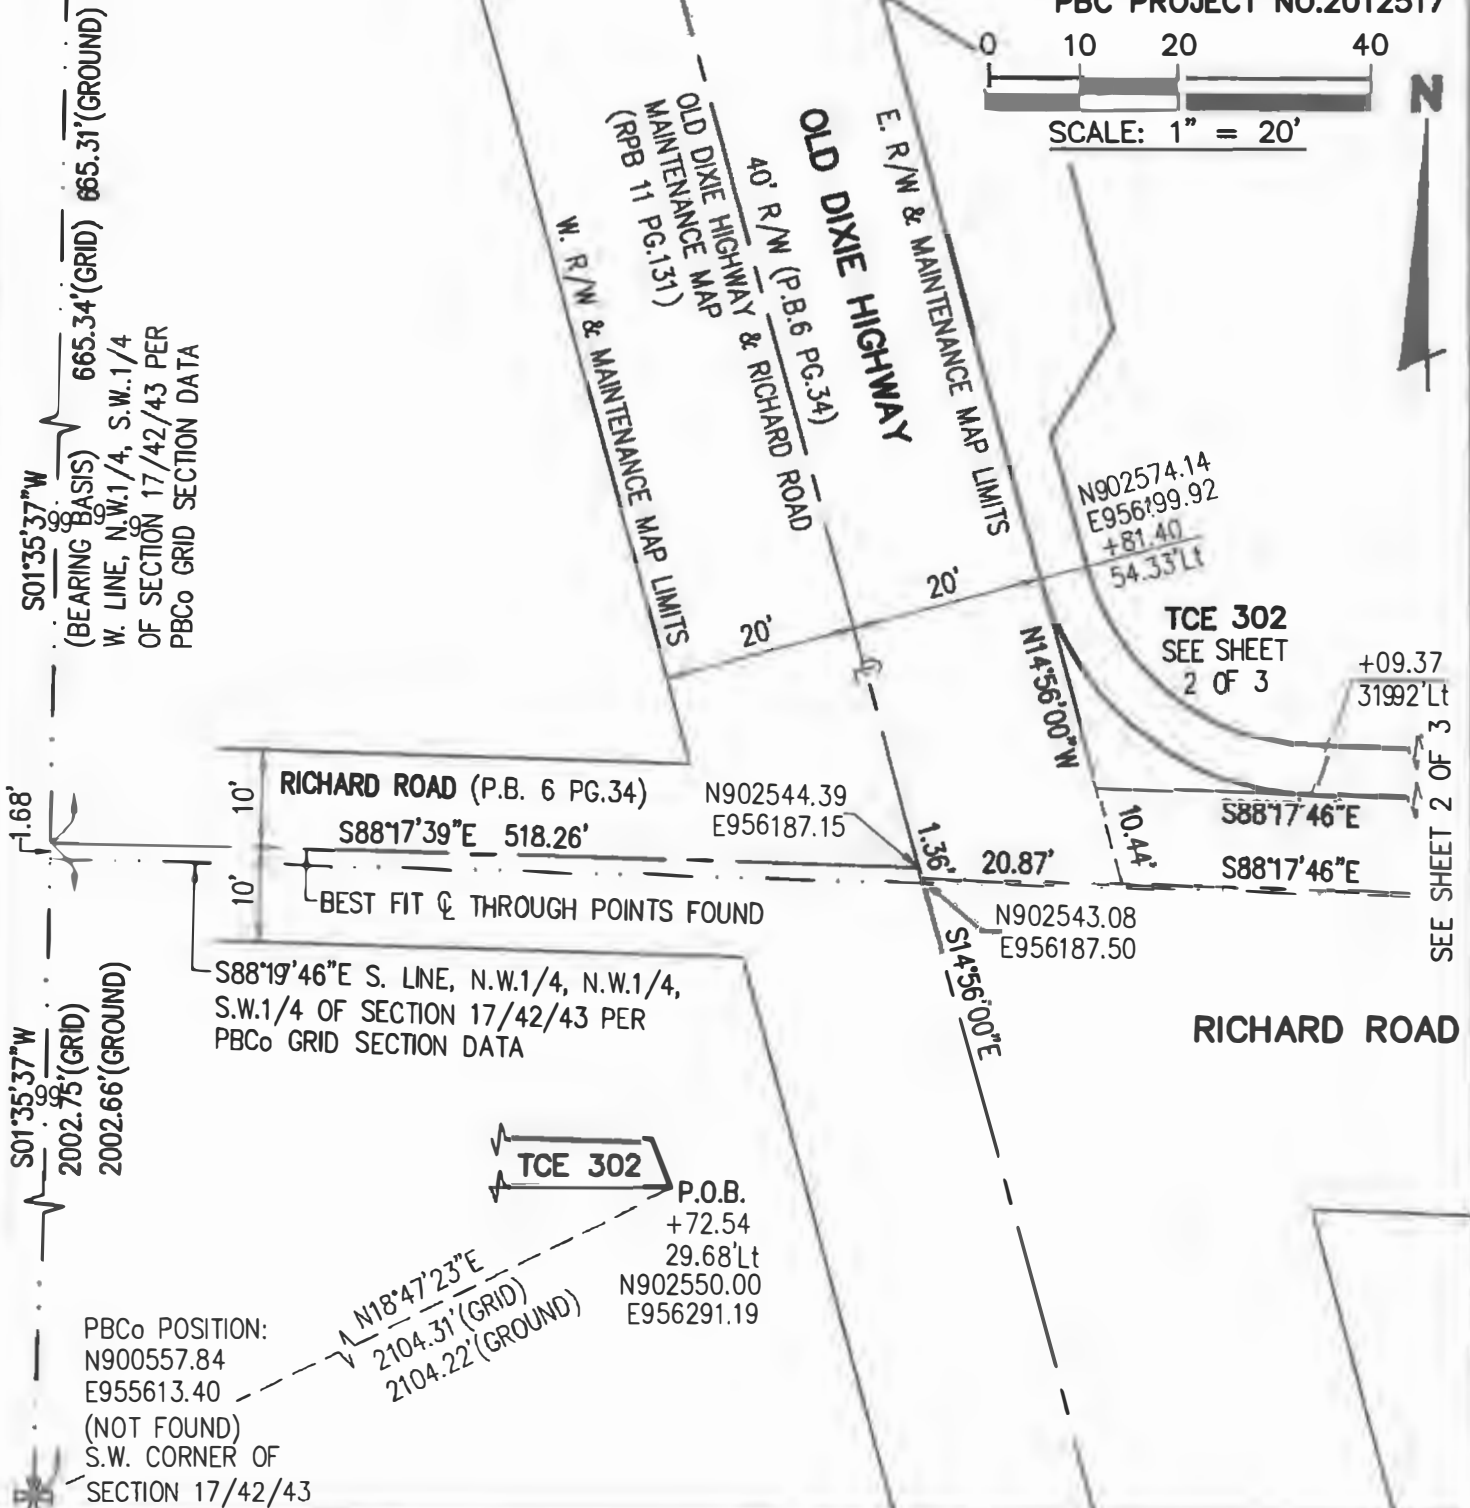 PBC PROJECT NO.2012517
0 10 20 40
SCALE: 1" = 20'
N
665.34'(GRID) 665.31'(GROUND)
S01°35'37"W
(BEARING BASIS)
W. LINE, N.W.1/4, S.W.1/4
OF SECTION 17/42/43 PER
PBCo GRID SECTION DATA
W. R/W & MAINTENANCE MAP LIMITS
OLD DIXIE HIGHWAY & RICHARD ROAD
MAINTENANCE MAP
(RPB 11 PG.131)
40' R/W (P.B.6 PG.34)
OLD DIXIE HIGHWAY
E. R/W & MAINTENANCE MAP LIMITS
N902574.14
+81.40
54.33'Lt
20'
20'
TCE 302
SEE SHEET
2 OF 3
+09.37
N14°56'00"W
SEE SHEET 2 OF 3
1.68'
10'
10'
RICHARD ROAD (P.B. 6 PG.34)
S88°17'39"E 518.26'
N902544.39
E956187.15
1.36'
20.87'
10.44'
S88°17'46"E
S88°17'46"E
BEST FIT ℄ THROUGH POINTS FOUND
N902543.08
E956187.50
S14°56'00"E
S88°19'46"E S. LINE, N.W.1/4, N.W.1/4,
S.W.1/4 OF SECTION 17/42/43 PER
PBCo GRID SECTION DATA
RICHARD ROAD
S01°35'37"W
2002.75'(GRID)
2002.66'(GROUND)
TCE 302
P.O.B.
+72.54
29.68'Lt
N902550.00
E956291.19
N18°47'23"E
2104.31'(GRID)
2104.22'(GROUND)
PBCo POSITION:
N900557.84
E955613.40
(NOT FOUND)
S.W. CORNER OF
SECTION 17/42/43